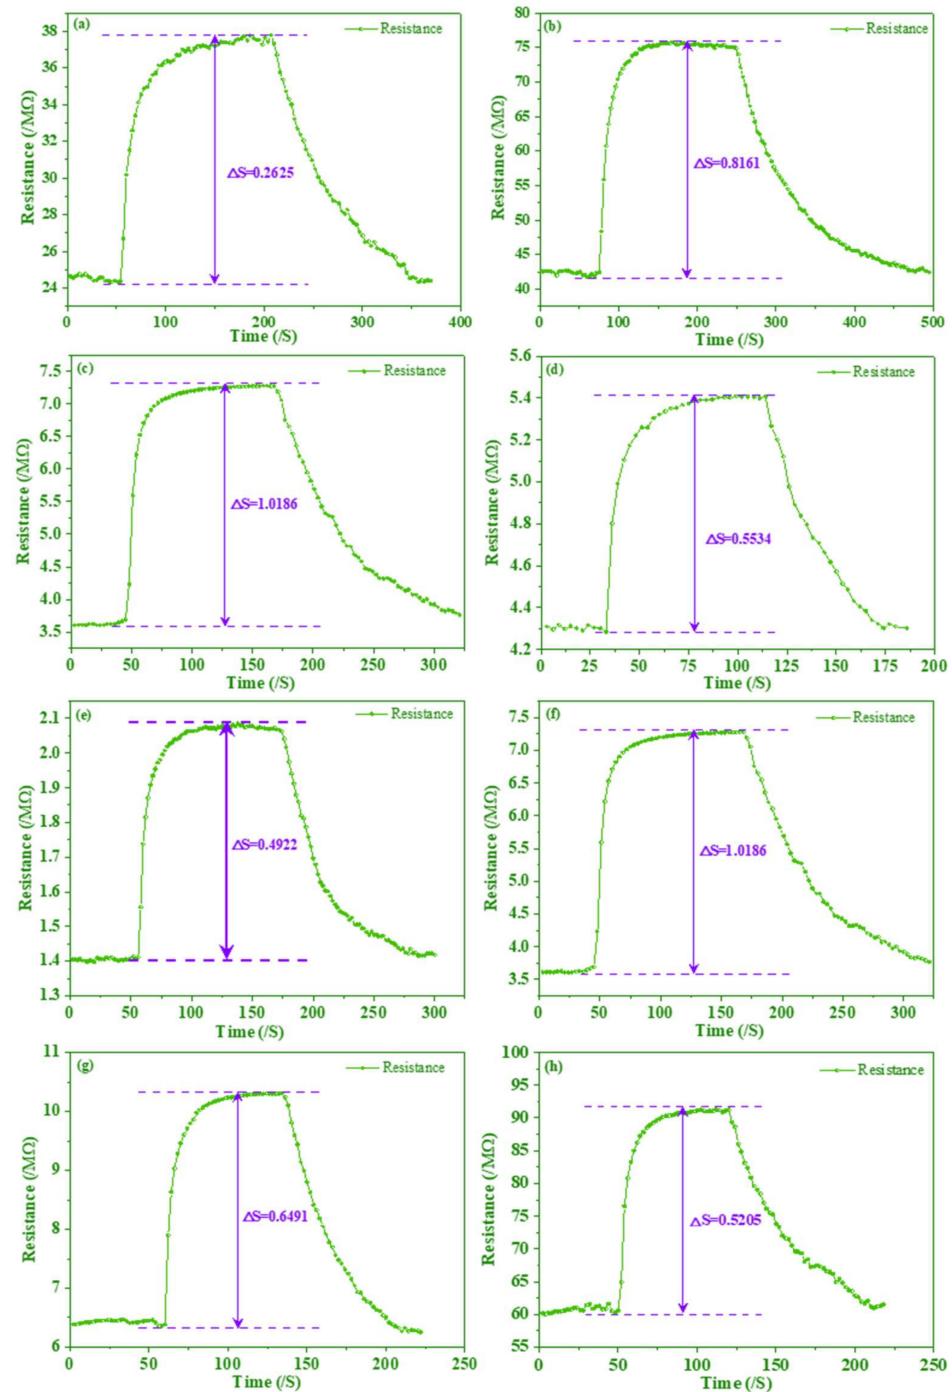 (a)
Resistance
38
36
34
32
30
28
26
24
Resistance (/MΩ)
△S=0.2625
0 100 200 300 400
Time (/S)
(b)
Resistance
80
75
70
65
60
55
50
45
40
Resistance (/MΩ)
△S=0.8161
0 100 200 300 400 500
Time (/S)
(c)
Resistance
7.5
7.0
6.5
6.0
5.5
5.0
4.5
4.0
3.5
Resistance (/MΩ)
△S=1.0186
0 50 100 150 200 250 300
Time (/S)
(d)
Resistance
5.6
5.4
5.2
5.0
4.8
4.6
4.4
4.2
Resistance (/MΩ)
△S=0.5534
0 25 50 75 100 125 150 175 200
Time (/S)
(e)
Resistance
2.1
2.0
1.9
1.8
1.7
1.6
1.5
1.4
1.3
Resistance (/MΩ)
△S=0.4922
0 50 100 150 200 250 300
Time (/S)
(f)
Resistance
7.5
7.0
6.5
6.0
5.5
5.0
4.5
4.0
3.5
Resistance (/MΩ)
△S=1.0186
0 50 100 150 200 250 300
Time (/S)
(g)
Resistance
11
10
9
8
7
6
Resistance (/MΩ)
△S=0.6491
0 50 100 150 200 250
Time (/S)
(h)
Resistance
100
95
90
85
80
75
70
65
60
55
Resistance (/MΩ)
△S=0.5205
0 50 100 150 200 250
Time (/S)